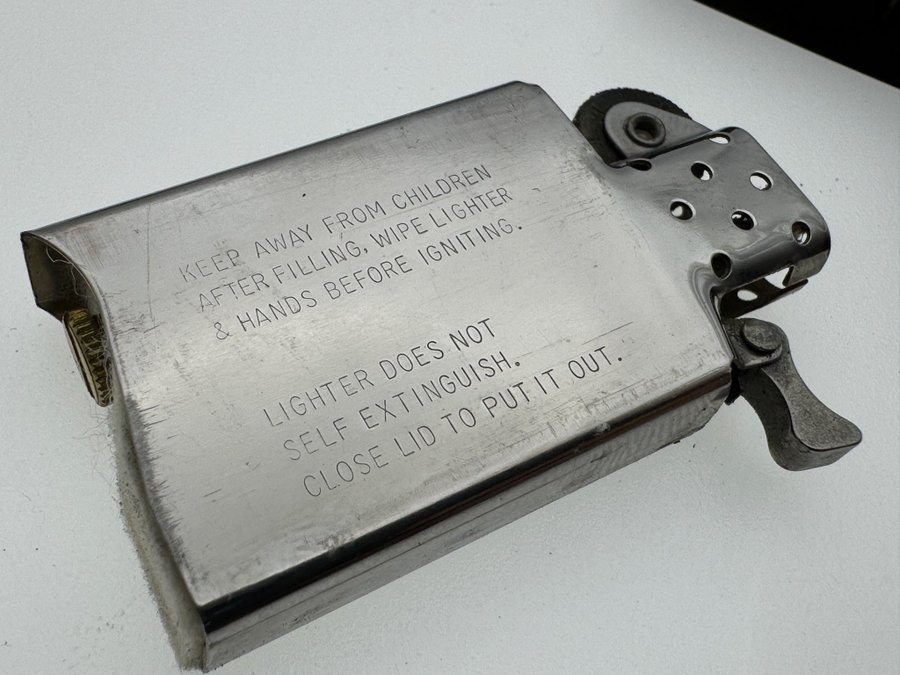 KEEP AWAY FROM CHILDREN
AFTER FILLING, WIPE LIGHTER
& HANDS BEFORE IGNITING.
LIGHTER DOES NOT
SELF EXTINGUISH.
CLOSE LID TO PUT IT OUT.